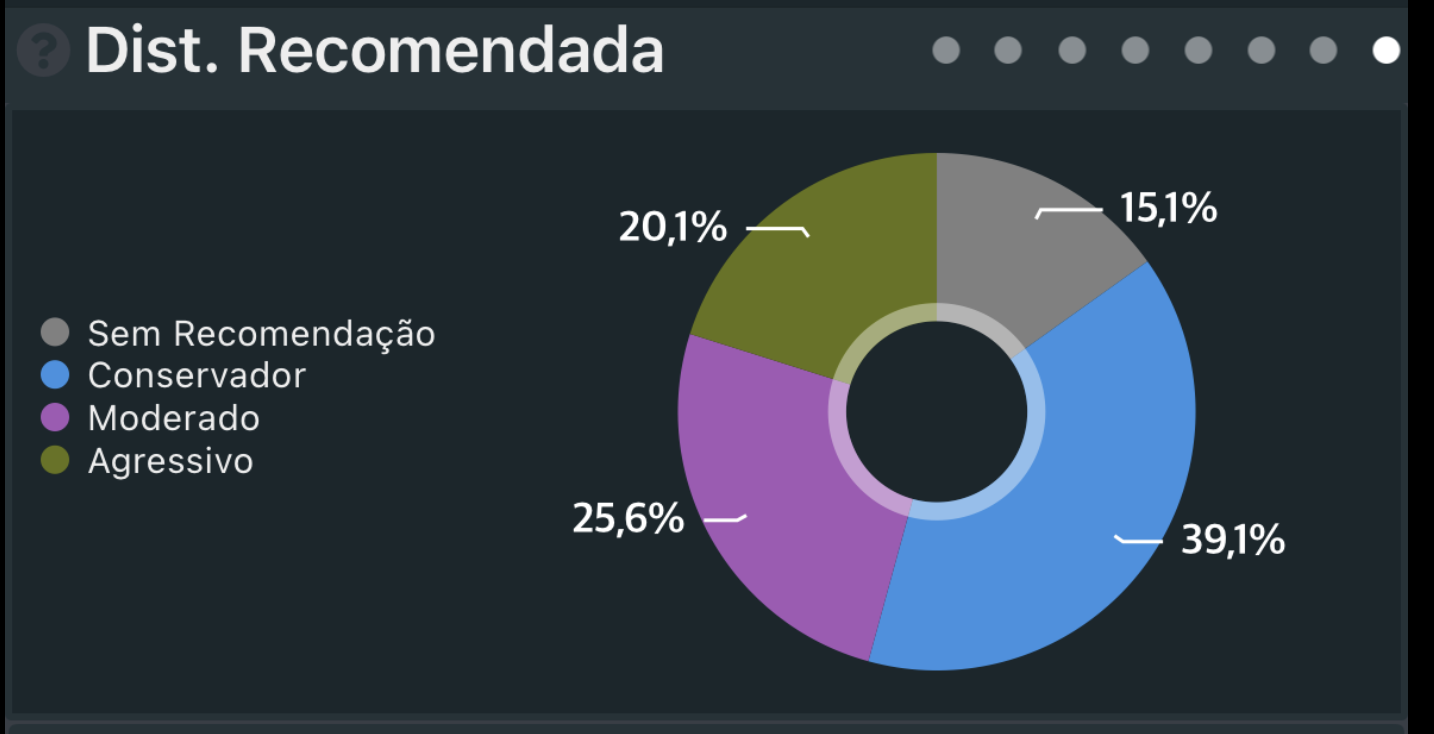 ? Dist. Recomendada
15,1%
20,1%
Sem Recomendação
Conservador
Moderado
Agressivo
25,6%
39,1%